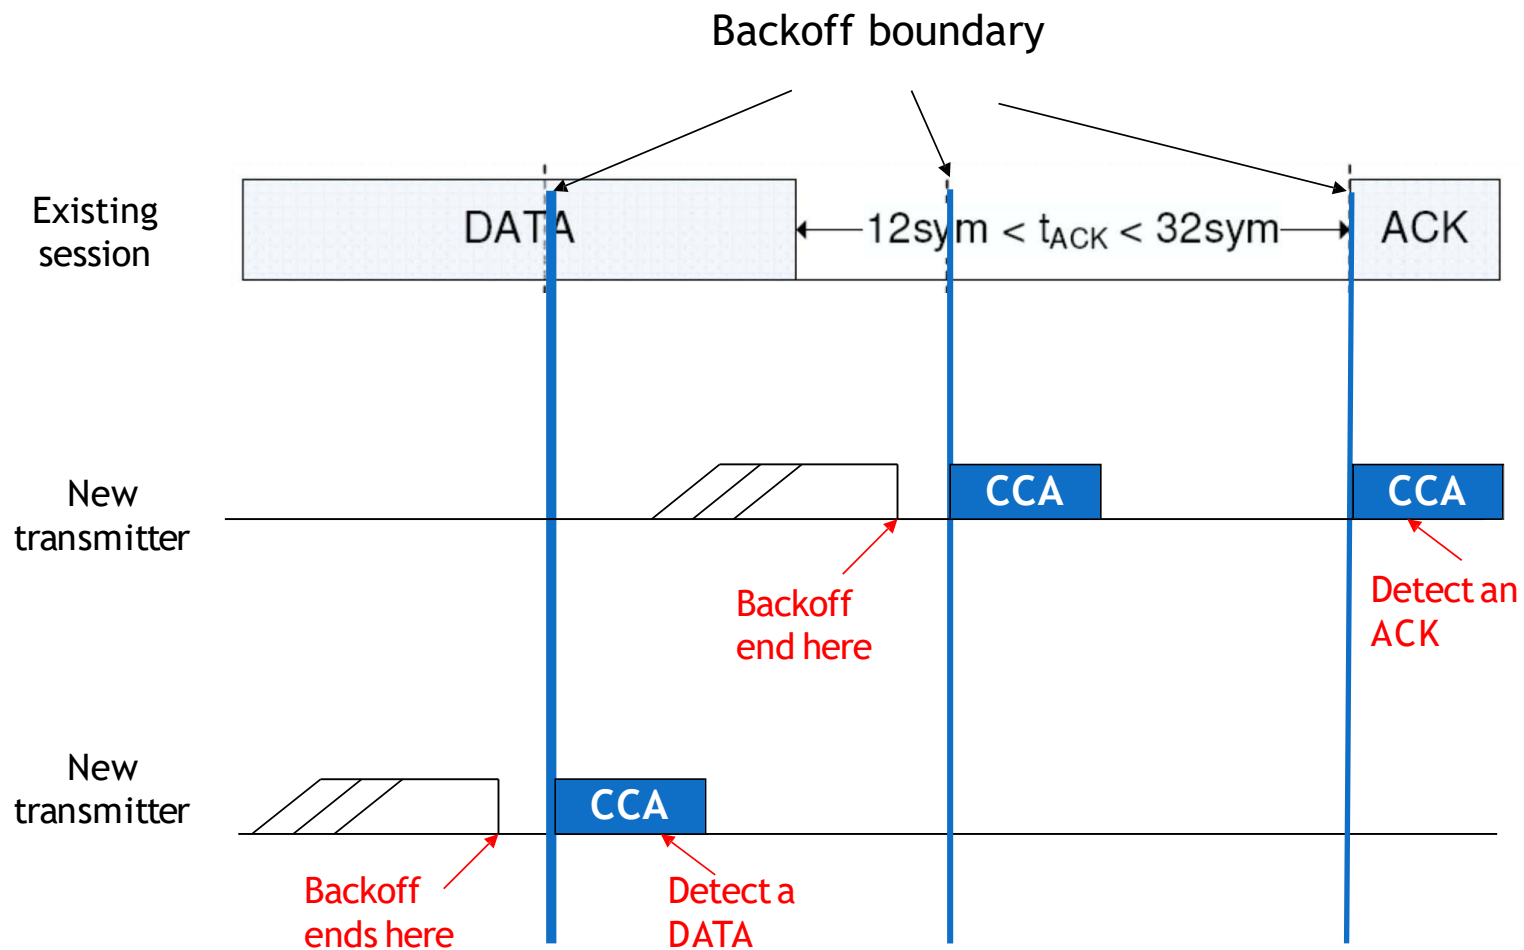 Backoff boundary
Existing
session
DATA
12sym < tACK < 32sym
ACK
New
transmitter
CCA
CCA
Backoff
end here
Detect an
ACK
New
transmitter
CCA
Backoff
ends here
Detect a
DATA